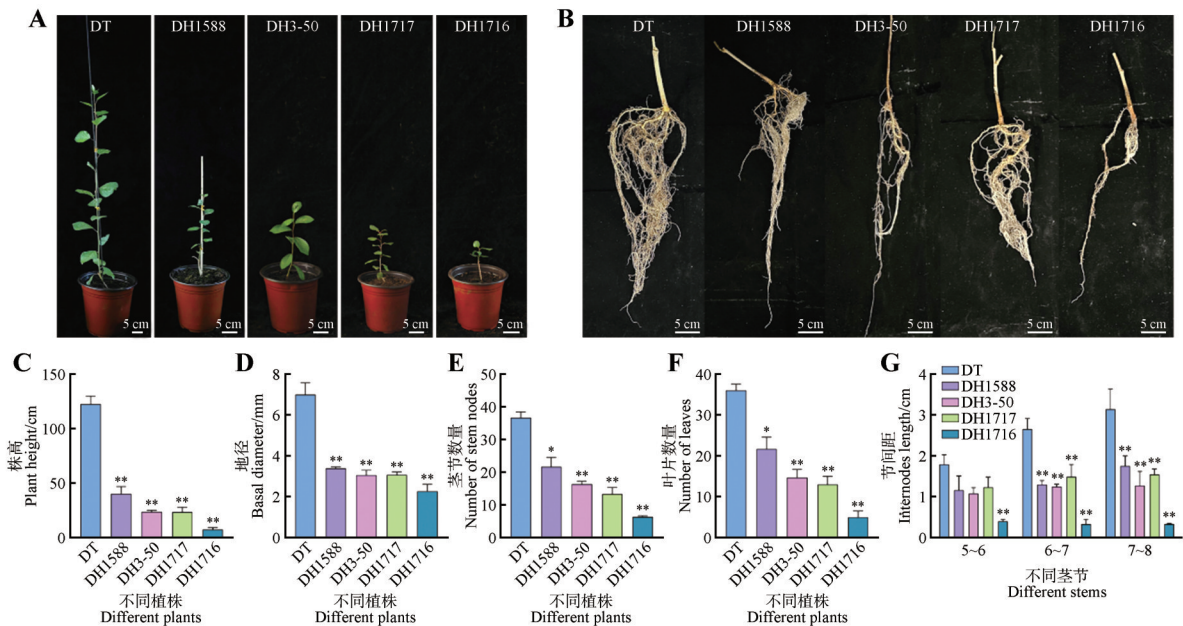 A
DT
DH1588
DH3-50
DH1717
DH1716
5 cm
5 cm
5 cm
5 cm
5 cm
B
DT
DH1588
DH3-50
DH1717
DH1716
5 cm
5 cm
5 cm
5 cm
5 cm
C
株高
Plant height/cm
150
100
50
0
**
**
**
**
DT
DH1588
DH3-50
DH1717
DH1716
不同植株
Different plants
D
地径
Basal diameter/mm
8
6
4
2
0
**
**
**
**
DT
DH1588
DH3-50
DH1717
DH1716
不同植株
Different plants
E
茎节数量
Number of stem nodes
50
40
30
20
10
0
*
**
**
**
DT
DH1588
DH3-50
DH1717
DH1716
不同植株
Different plants
F
叶片数量
Number of leaves
40
30
20
10
0
*
**
**
**
DT
DH1588
DH3-50
DH1717
DH1716
不同植株
Different plants
G
节间距
Internodes length/cm
4
3
2
1
0
DT
DH1588
DH3-50
DH1717
DH1716
**
**
**
**
**
**
**
**
**
5~6
6~7
7~8
不同茎节
Different stems